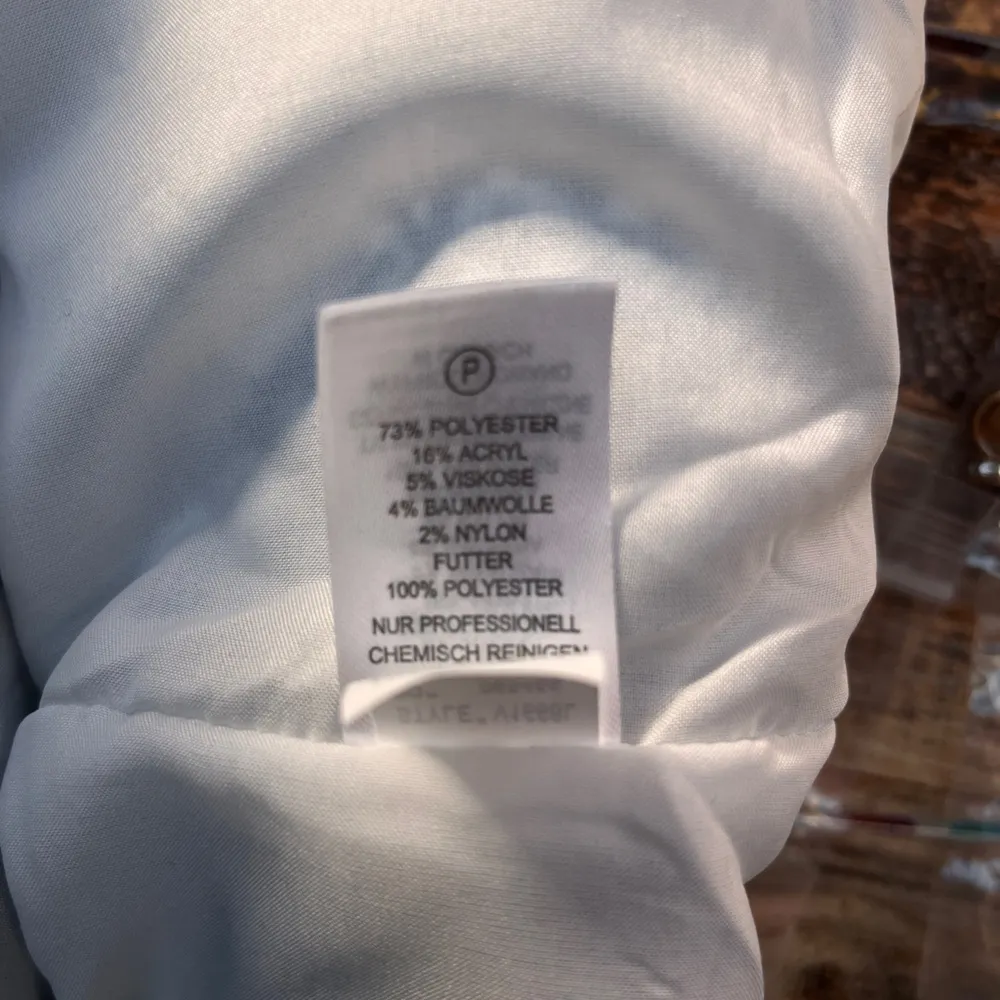 P
73% POLYESTER
16% ACRYL
5% VISKOSE
4% BAUMWOLLE
2% NYLON
FUTTER
100% POLYESTER
NUR PROFESSIONELL
CHEMISCH REINIGEN